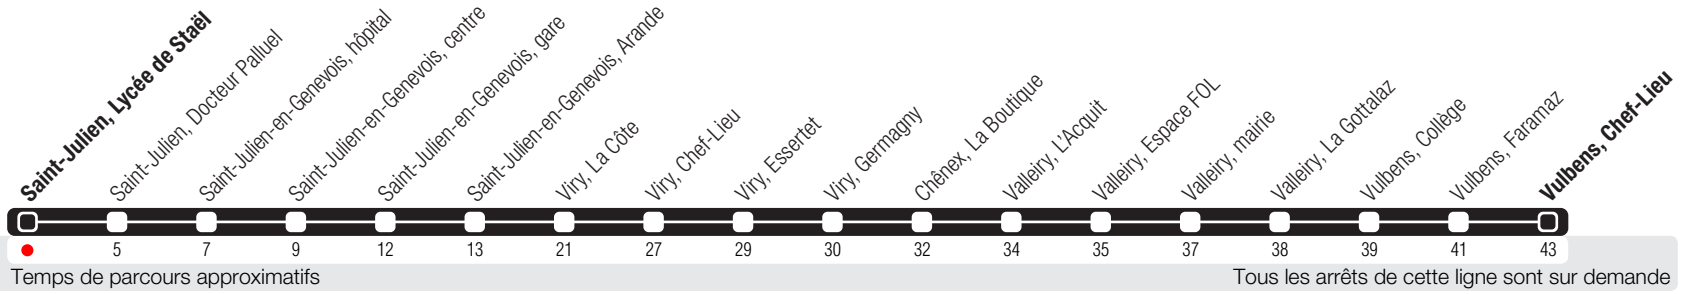 Saint-Julien, Lycée de Staël
Saint-Julien, Docteur Palluel
Saint-Julien-en-Genevois, hôpital
Saint-Julien-en-Genevois, centre
Saint-Julien-en-Genevois, gare
Saint-Julien-en-Genevois, Arande
Viry, La Côte
Viry, Chef-Lieu
Viry, Essertet
Viry, Germagny
Chênex, La Boutique
Valleiry, L'Acquit
Valleiry, Espace FOL
Valleiry, mairie
Valleiry, La Gottalaz
Vulbens, Collège
Vulbens, Faramaz
Vulbens, Chef-Lieu
5 7 9 12 13 21 27 29 30 32 34 35 37 38 39 41 43
Temps de parcours approximatifs
Tous les arrêts de cette ligne sont sur demande